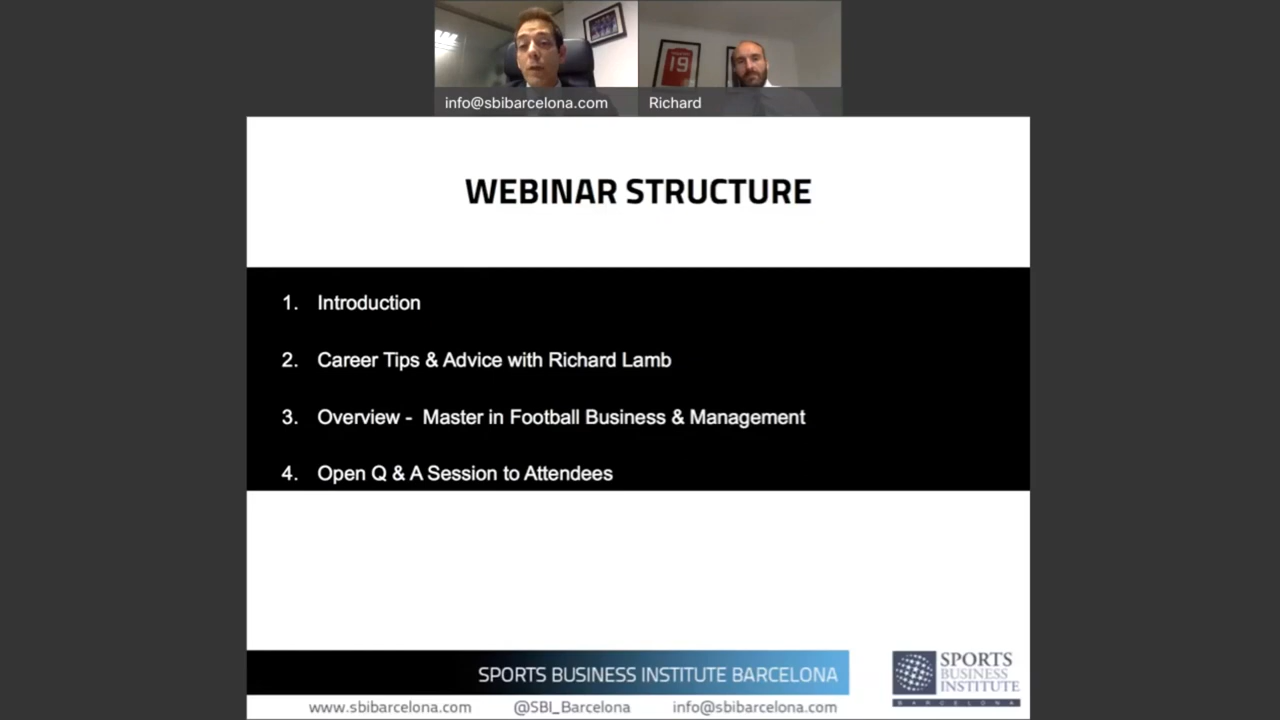 19
info@sbibarcelona.com
Richard
WEBINAR STRUCTURE
1. Introduction
2. Career Tips & Advice with Richard Lamb
3. Overview - Master in Football Business & Management
4. Open Q & A Session to Attendees
SPORTS BUSINESS INSTITUTE BARCELONA
SPORTS
BUSINESS
INSTITUTE
BARCELONA
www.sbibarcelona.com @SBI_Barcelona info@sbibarcelona.com